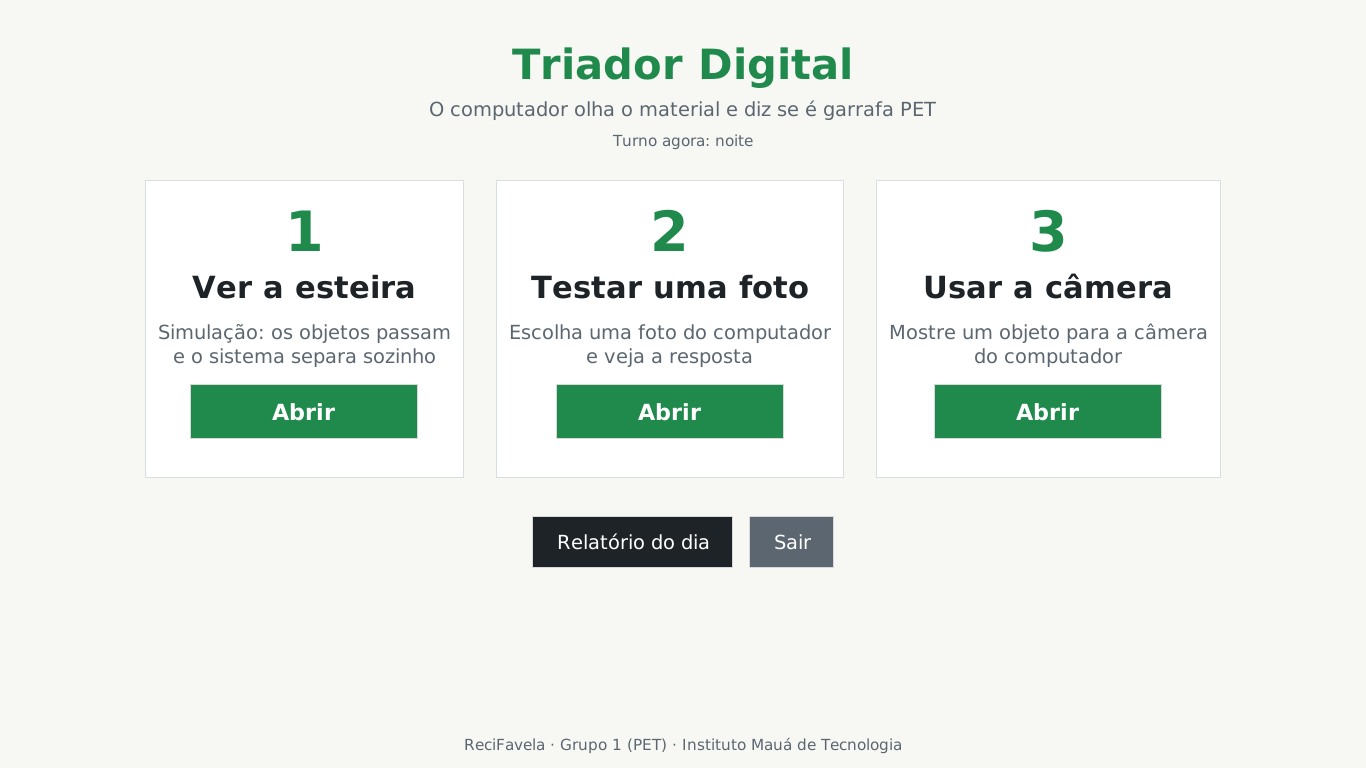 Triador Digital
O computador olha o material e diz se é garrafa PET
Turno agora: noite
1
Ver a esteira
Simulação: os objetos passam
e o sistema separa sozinho
Abrir
2
Testar uma foto
Escolha uma foto do computador
e veja a resposta
Abrir
3
Usar a câmera
Mostre um objeto para a câmera
do computador
Abrir
Relatório do dia
Sair
ReciFavela · Grupo 1 (PET) · Instituto Mauá de Tecnologia